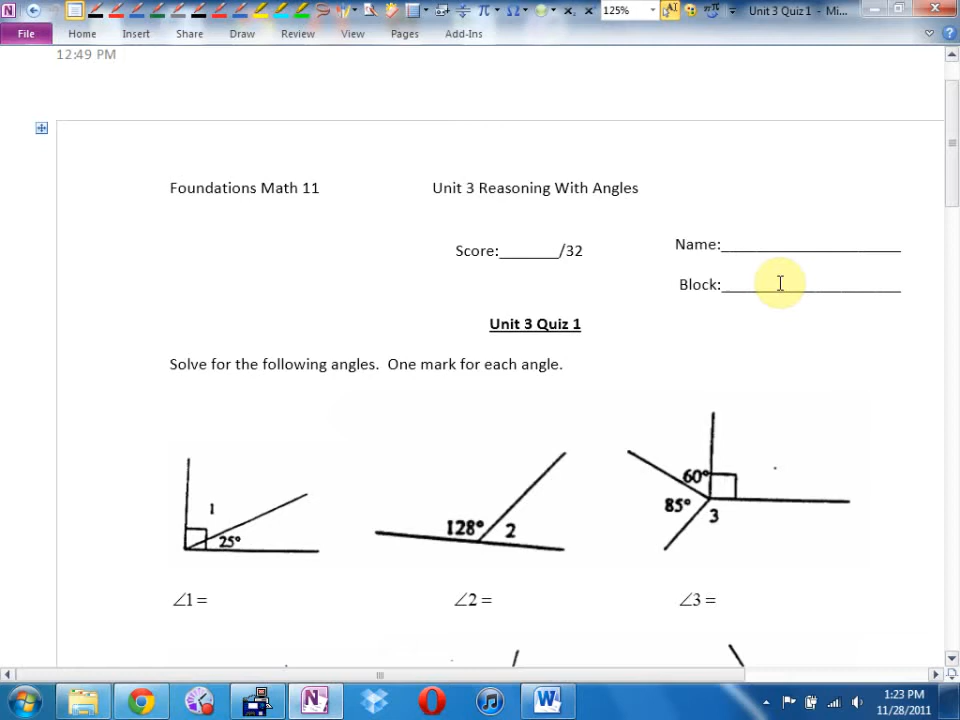 125%
Unit 3 Quiz 1 - Mi...
File Home Insert Share Draw Review View Pages Add-Ins
12:49 PM
Foundations Math 11 Unit 3 Reasoning With Angles
Score:_______/32
Name:_____________________
Block:_____________________
Unit 3 Quiz 1
Solve for the following angles. One mark for each angle.
1 25°
128° 2
60° 85° 3
∠1 = ∠2 = ∠3 =
1:23 PM
11/28/2011